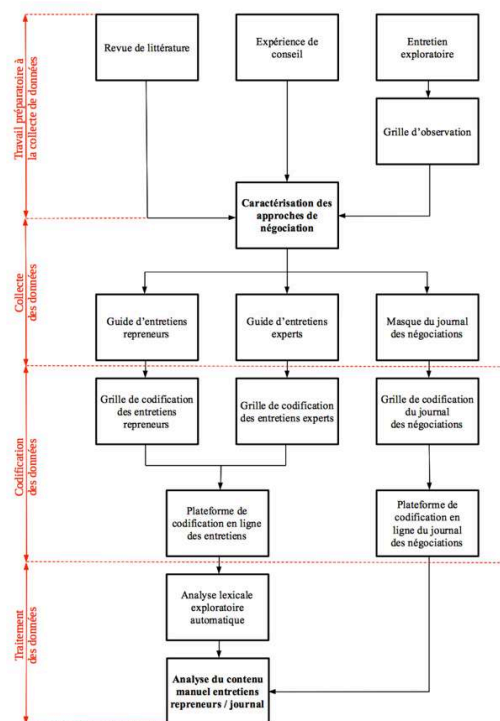 Travail préparatoire à
la collecte de données
Revue de littérature
Expérience de
conseil
Entretien
exploratoire
Grille d'observation
Caractérisation des
approches de
négociation
Collecte
des données
Guide d'entretiens
repreneurs
Guide d'entretiens
experts
Masque du journal
des négociations
Codification
des données
Grille de codification
des entretiens
repreneurs
Grille de codification
des entretiens experts
Grille de codification
du journal
des négociations
Plateforme de
codification en ligne
des entretiens
Plateforme de
codification en
ligne du journal
des négociations
Traitement
des données
Analyse lexicale
exploratoire
automatique
Analyse du contenu
manuel entretiens
repreneurs / journal